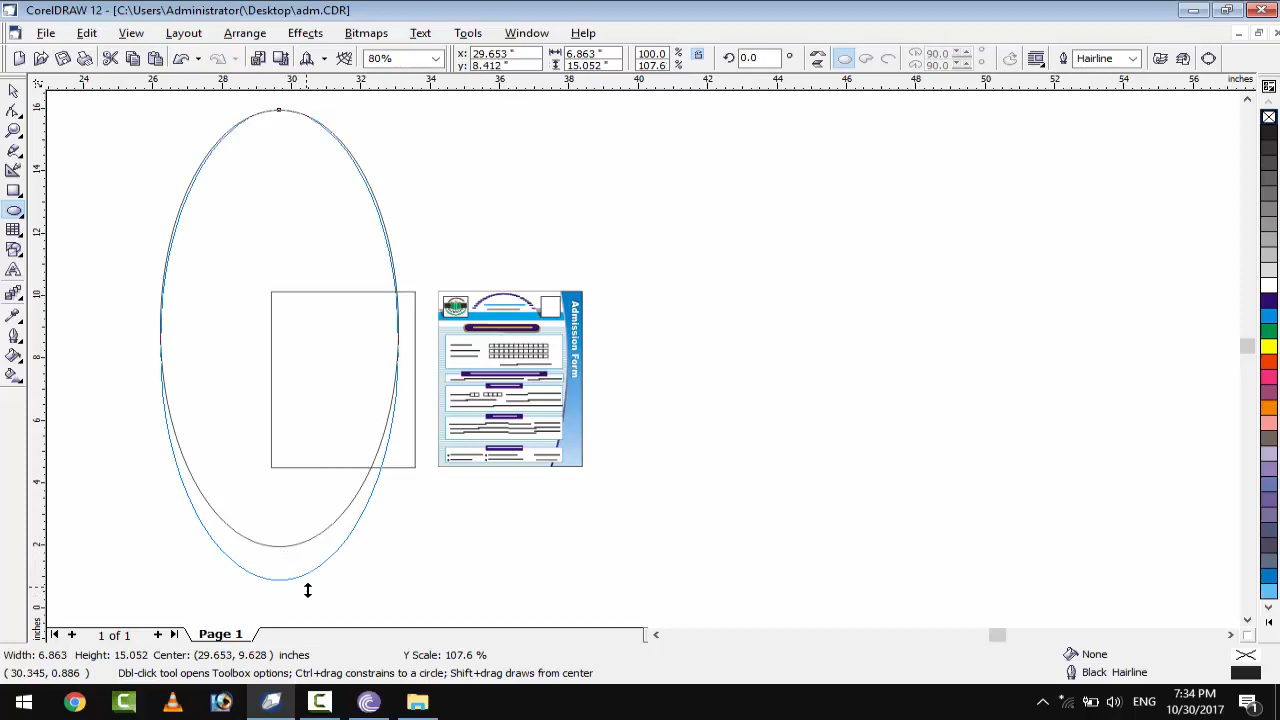 CorelDRAW 12 - [C:\Users\Administrator(\Desktop\adm.CDR]
File Edit View Layout Arrange Effects Bitmaps Text Tools Window Help
x: 29.653 " 6.863 " 100.0 %
y: 8.412 " 15.052 " 107.6 %
80% 0.0 ° 90.0 90.0 Hairline
24 26 28 30 32 34 36 38 40 42 44 46 48 50 52 54 56 inches
16
14
12
10
8
6
4
2
0
inches
Admission Form
1 of 1 Page 1
Width: 6.863 Height: 15.052 Center: (29.653, 9.628) inches Y Scale: 107.6 %
None
(30.345, 0.886) Dbl-click tool opens Toolbox options; Ctrl+drag constrains to a circle; Shift+drag draws from center
Black Hairline
ENG
7:34 PM
10/30/2017
1